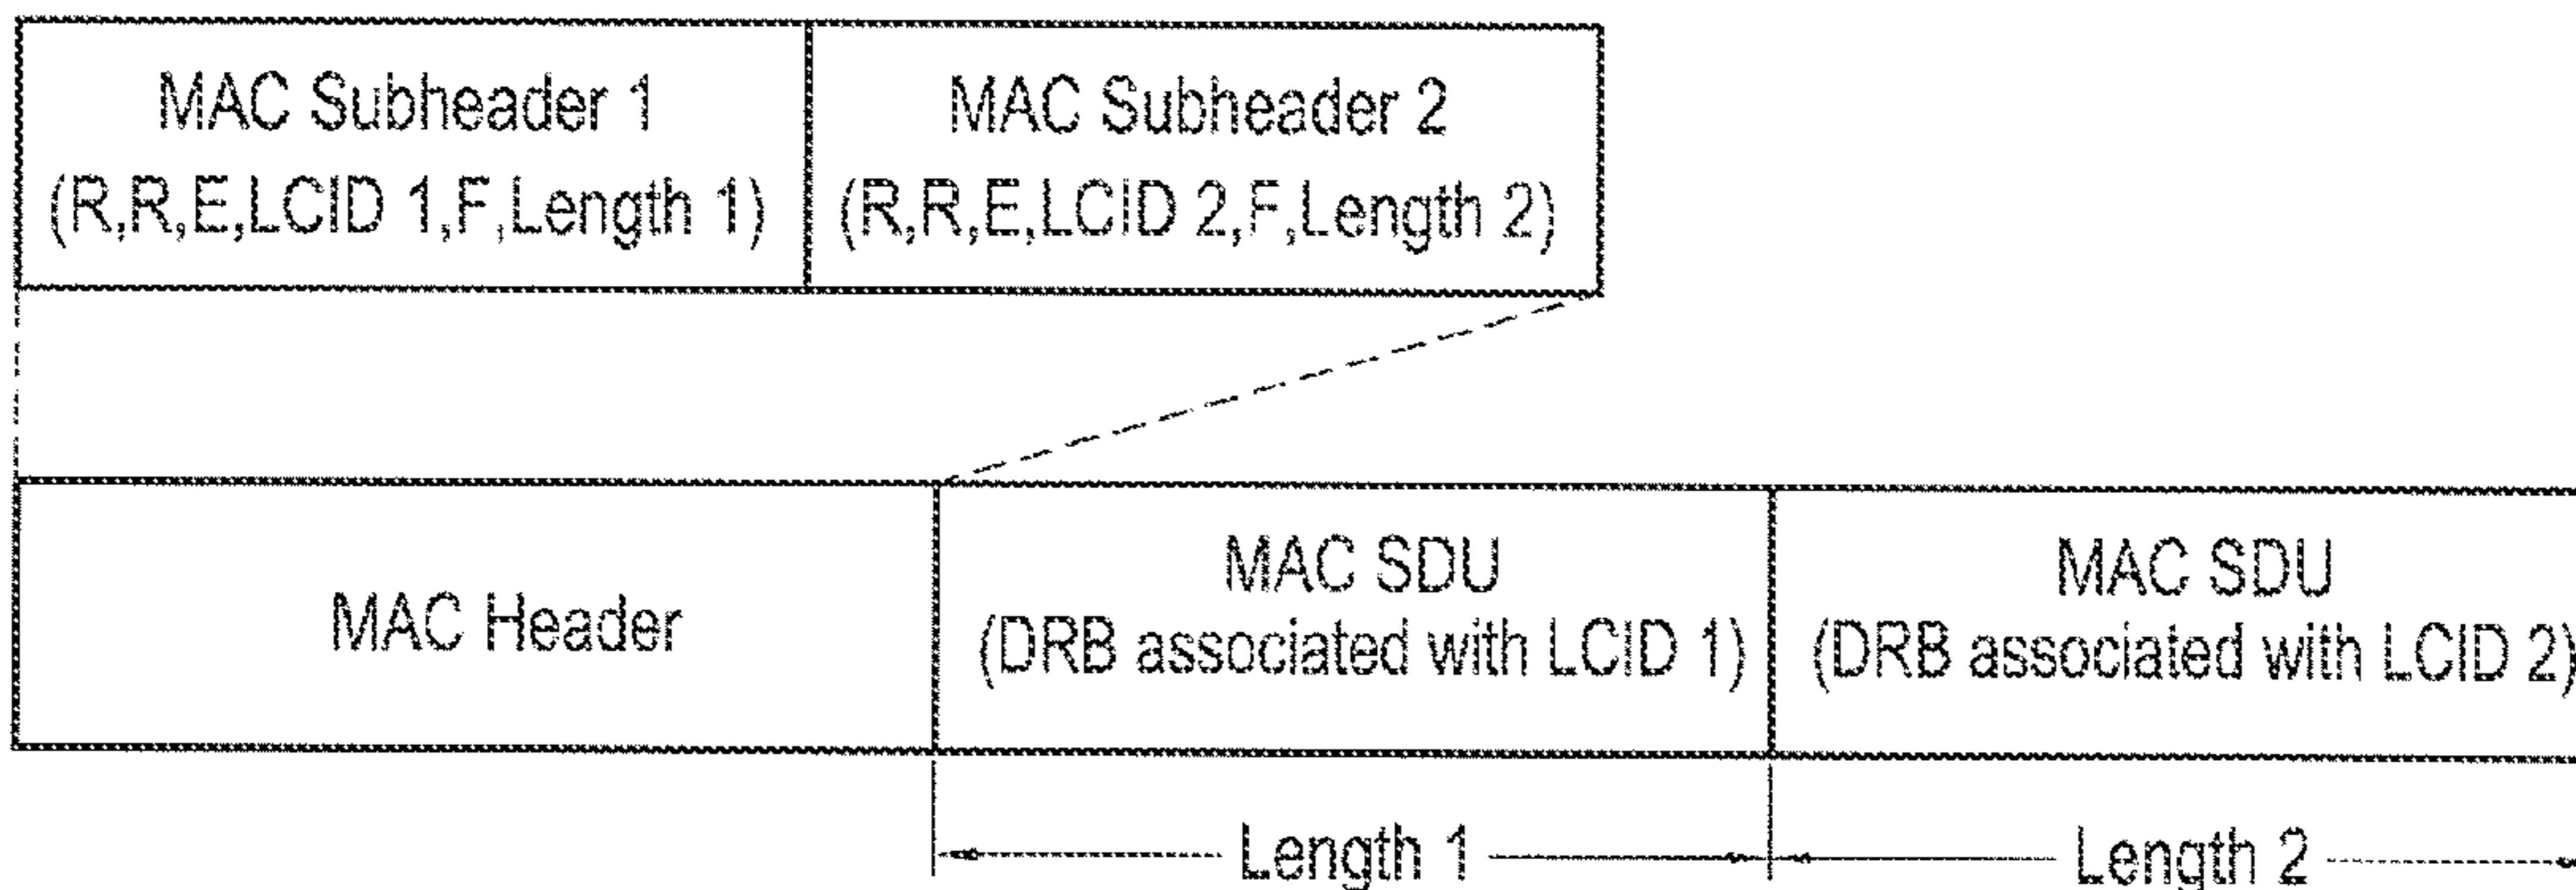 MAC Subheader 1
(R,R,E,LCID 1,F,Length 1)
MAC Subheader 2
(R,R,E,LCID 2,F,Length 2)
MAC Header
MAC SDU
(DRB associated with LCID 1)
MAC SDU
(DRB associated with LCID 2)
Length 1
Length 2